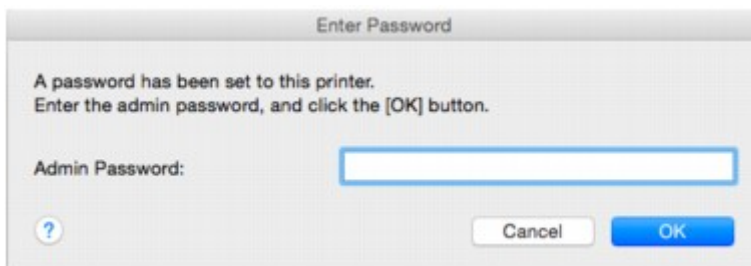 Enter Password
A password has been set to this printer.
Enter the admin password, and click the [OK] button.
Admin Password:
?
Cancel
OK